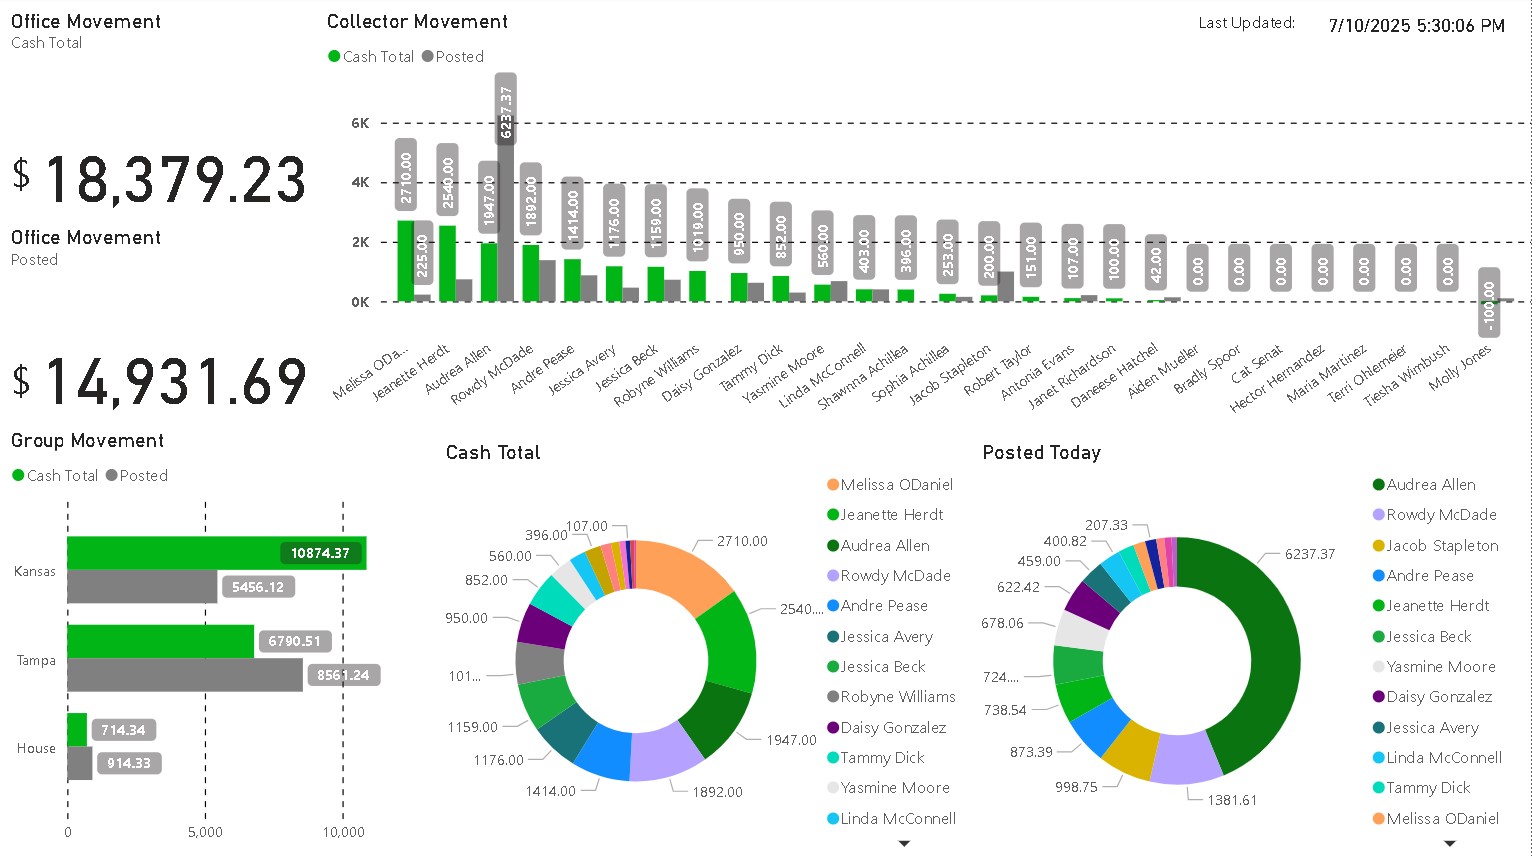 Office Movement
Cash Total
$ 18,379.23
Office Movement
Posted
$ 14,931.69
Collector Movement
Cash Total Posted
Last Updated: 7/10/2025 5:30:06 PM
6K
4K
2K
0K
2710.00
225.00
2540.00
1947.00
6237.37
1892.00
1414.00
1176.00
1159.00
1019.00
950.00
852.00
560.00
403.00
396.00
253.00
200.00
151.00
107.00
100.00
42.00
0.00
0.00
0.00
0.00
0.00
0.00
0.00
-100.00
Melissa ODa...
Jeanette Herdt
Audrea Allen
Rowdy McDade
Andre Pease
Jessica Avery
Jessica Beck
Robyne Williams
Daisy Gonzalez
Tammy Dick
Yasmine Moore
Linda McConnell
Shawnna Achillea
Sophia Achillea
Jacob Stapleton
Robert Taylor
Antonia Evans
Janet Richardson
Daneese Hatchel
Aiden Mueller
Bradly Spoor
Cat Senat
Hector Hernandez
Maria Martinez
Terri Ohlemeier
Tiesha Wimbush
Molly Jones
Group Movement
Cash Total Posted
Kansas
10874.37
5456.12
Tampa
6790.51
8561.24
House
714.34
914.33
0 5,000 10,000
Cash Total
2710.00
2540....
1947.00
1892.00
1414.00
1176.00
1159.00
101...
950.00
852.00
560.00
396.00
107.00
Melissa ODaniel
Jeanette Herdt
Audrea Allen
Rowdy McDade
Andre Pease
Jessica Avery
Jessica Beck
Robyne Williams
Daisy Gonzalez
Tammy Dick
Yasmine Moore
Linda McConnell
Posted Today
6237.37
1381.61
998.75
873.39
738.54
724....
678.06
622.42
459.00
400.82
207.33
Audrea Allen
Rowdy McDade
Jacob Stapleton
Andre Pease
Jeanette Herdt
Jessica Beck
Yasmine Moore
Daisy Gonzalez
Jessica Avery
Linda McConnell
Tammy Dick
Melissa ODaniel